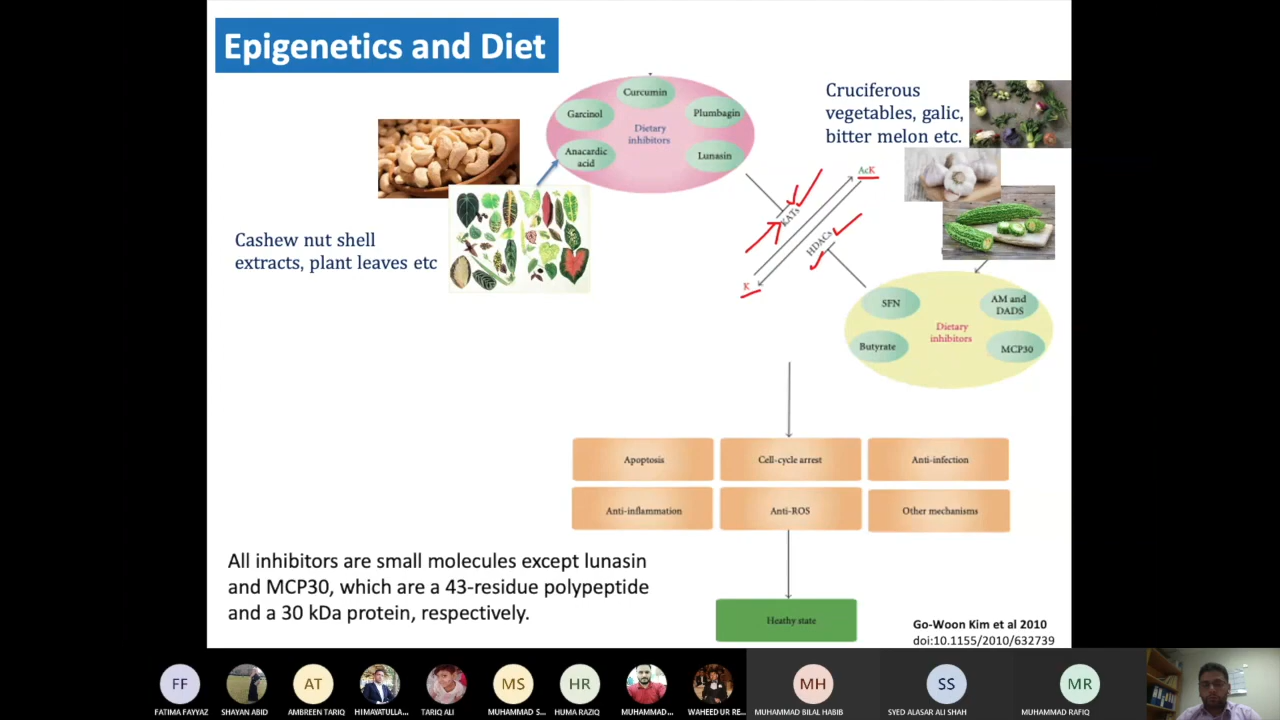 Epigenetics and Diet
Curcumin
Garcinol
Plumbagin
Dietary
inhibitors
Anacardic
acid
Lunasin
Cruciferous
vegetables, galic,
bitter melon etc.
AcK
KATs
HDACs
K
Cashew nut shell
extracts, plant leaves etc
SFN
AM and
DADS
Dietary
inhibitors
Butyrate
MCP30
Apoptosis
Cell-cycle arrest
Anti-infection
Anti-inflammation
Anti-ROS
Other mechanisms
All inhibitors are small molecules except lunasin
and MCP30, which are a 43-residue polypeptide
and a 30 kDa protein, respectively.
Heathy state
Go-Woon Kim et al 2010
doi:10.1155/2010/632739
FF
AT
MS
HR
MH
SS
MR
FATIMA FAYYAZ
SHAYAN ABID
AMBREEN TARIQ
HIMAYATULLA...
TARIQ ALI
MUHAMMAD S...
HUMA RAZIQ
MUHAMMAD...
WAHEED UR RE...
MUHAMMAD BILAL HABIB
SYED ALASAR ALI SHAH
MUHAMMAD RAFIQ